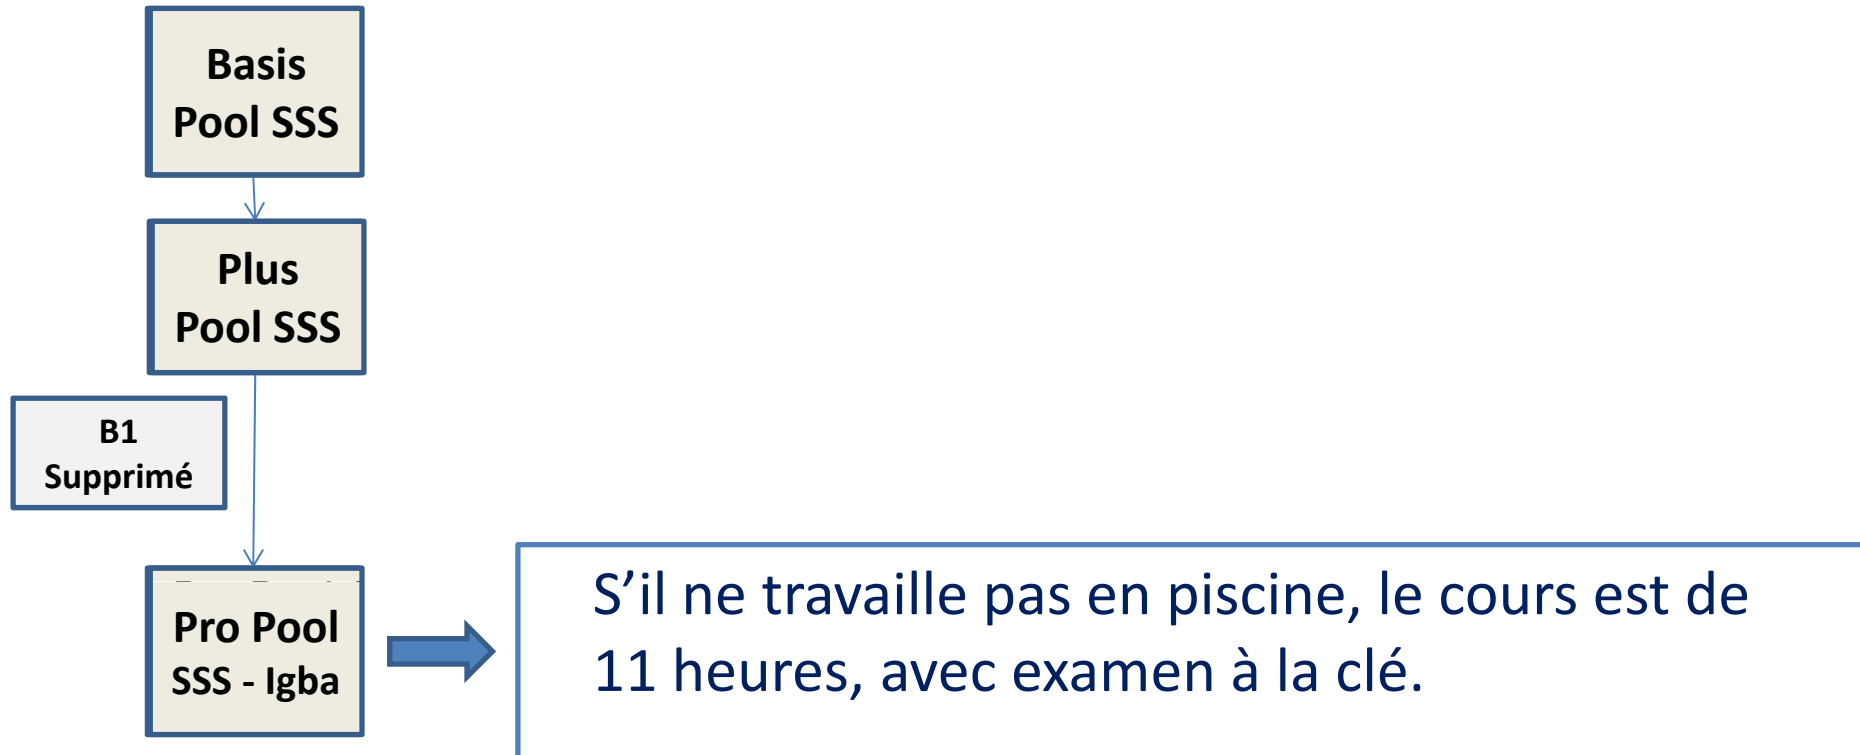 Basis
Pool SSS
Plus
Pool SSS
B1
Supprimé
Pro Pool
SSS - Igba
S’il ne travaille pas en piscine, le cours est de
11 heures, avec examen à la clé.